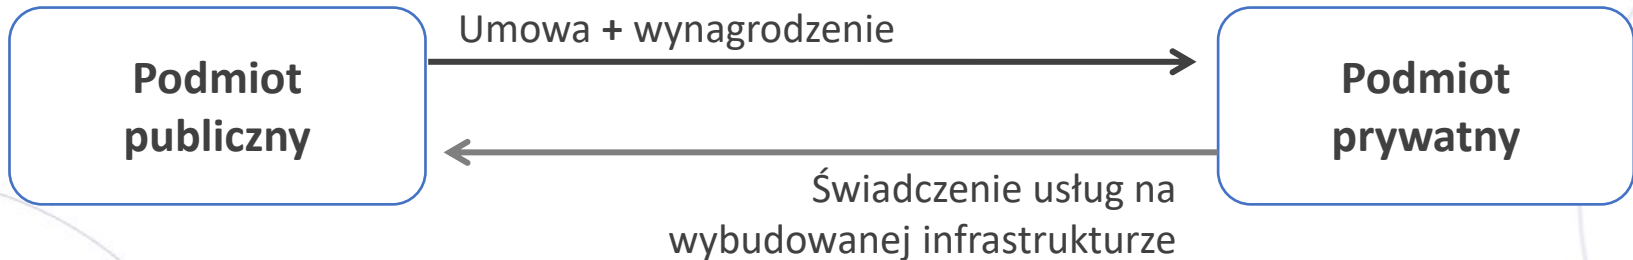 Umowa + wynagrodzenie
Podmiot
publiczny
Podmiot
prywatny
Świadczenie usług na
wybudowanej infrastrukturze